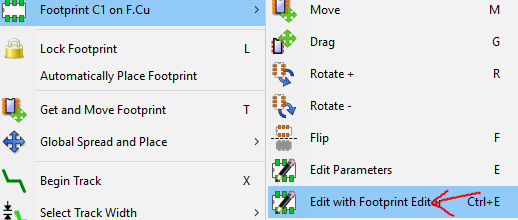 Footprint C1 on F.Cu
Lock Footprint L
Automatically Place Footprint
Get and Move Footprint T
Global Spread and Place
Begin Track X
Select Track Width
Move M
Drag G
Rotate + R
Rotate -
Flip F
Edit Parameters E
Edit with Footprint Edit Ctrl+E